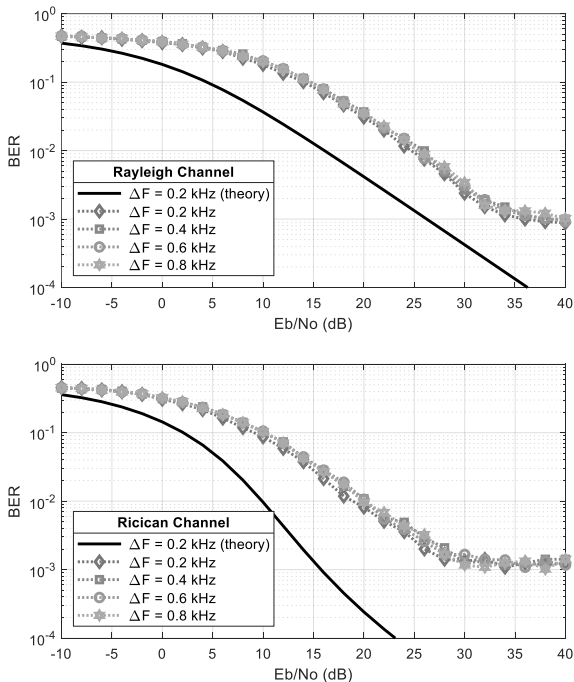 10^0
10^-1
10^-2
10^-3
10^-4
BER
Rayleigh Channel
ΔF = 0.2 kHz (theory)
ΔF = 0.2 kHz
ΔF = 0.4 kHz
ΔF = 0.6 kHz
ΔF = 0.8 kHz
-10 -5 0 5 10 15 20 25 30 35 40
Eb/No (dB)
10^0
10^-1
10^-2
10^-3
10^-4
BER
Ricican Channel
ΔF = 0.2 kHz (theory)
ΔF = 0.2 kHz
ΔF = 0.4 kHz
ΔF = 0.6 kHz
ΔF = 0.8 kHz
-10 -5 0 5 10 15 20 25 30 35 40
Eb/No (dB)